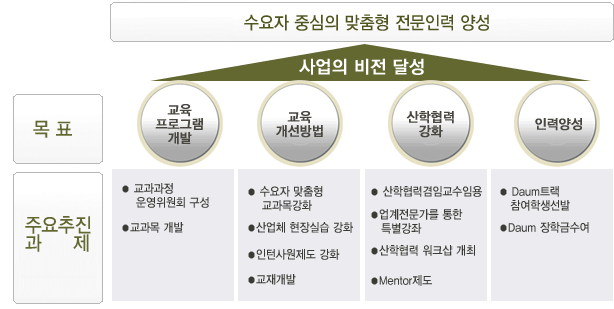 수요자 중심의 맞춤형 전문인력 양성
사업의 비전 달성
목 표
교육
프로그램
개발
교육
개선방법
산학협력
강화
인력양성
주요추진
과 제
● 교과과정
운영위원회 구성
●교과목 개발
● 수요자 맞춤형
교과목강화
●산업체 현장실습 강화
●인턴사원제도 강화
●교재개발
● 산학협력겸임교수임용
●업계전문가를 통한
특별강좌
●산학협력 워크샵 개최
●Mentor제도
● Daum트랙
참여학생선발
●Daum 장학금수여